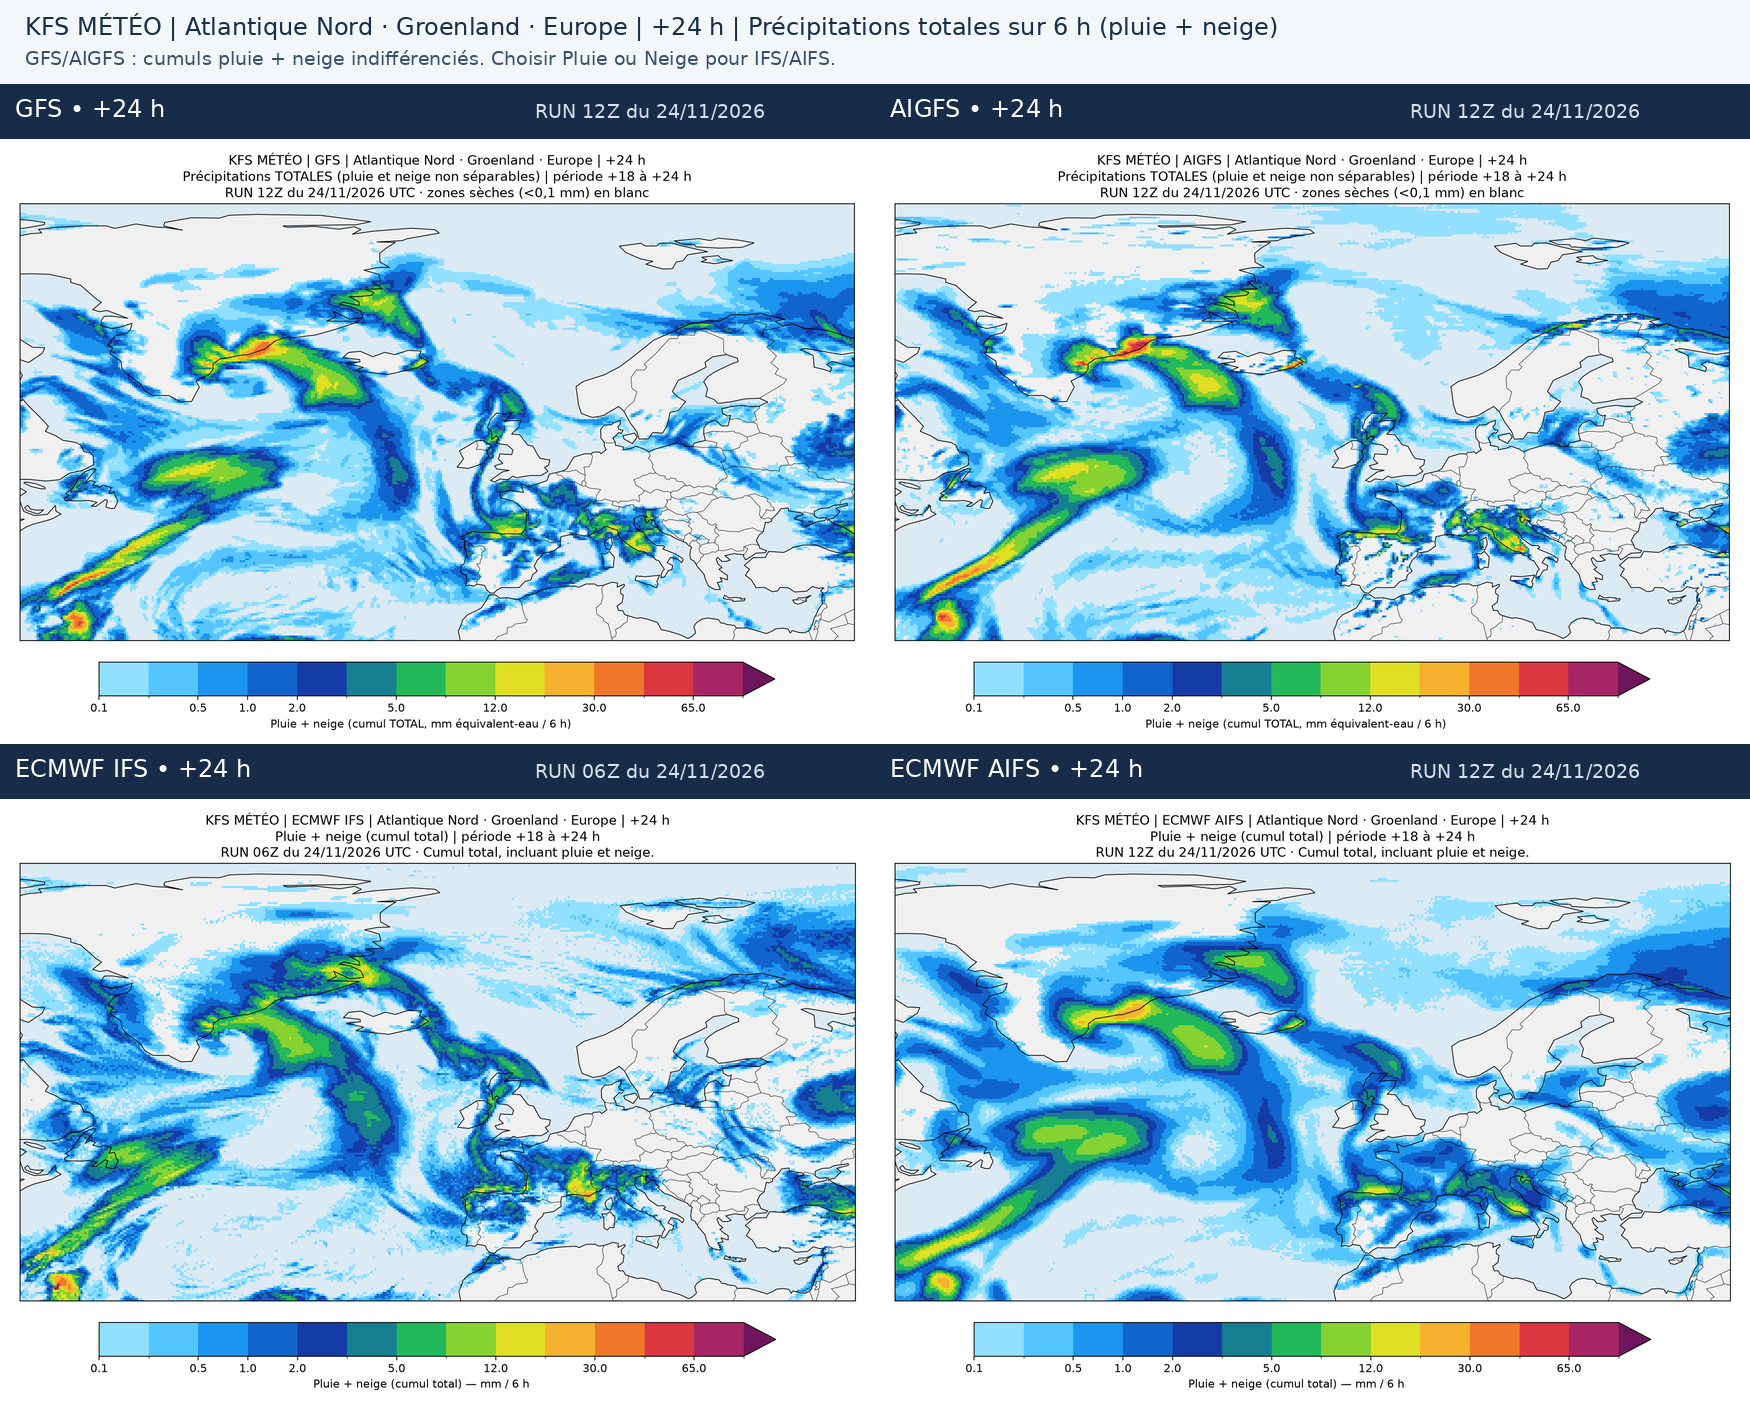 KFS MÉTÉO | Atlantique Nord · Groenland · Europe | +24 h | Précipitations totales sur 6 h (pluie + neige)
GFS/AIGFS : cumuls pluie + neige indifférenciés. Choisir Pluie ou Neige pour IFS/AIFS.
GFS • +24 h
RUN 12Z du 24/11/2026
KFS MÉTÉO | GFS | Atlantique Nord · Groenland · Europe | +24 h
Précipitations TOTALES (pluie et neige non séparables) | période +18 à +24 h
RUN 12Z du 24/11/2026 UTC · zones sèches (<0,1 mm) en blanc
0.1 0.5 1.0 2.0 5.0 12.0 30.0 65.0
Pluie + neige (cumul TOTAL, mm équivalent-eau / 6 h)
AIGFS • +24 h
RUN 12Z du 24/11/2026
KFS MÉTÉO | AIGFS | Atlantique Nord · Groenland · Europe | +24 h
Précipitations TOTALES (pluie et neige non séparables) | période +18 à +24 h
RUN 12Z du 24/11/2026 UTC · zones sèches (<0,1 mm) en blanc
0.1 0.5 1.0 2.0 5.0 12.0 30.0 65.0
Pluie + neige (cumul TOTAL, mm équivalent-eau / 6 h)
ECMWF IFS • +24 h
RUN 06Z du 24/11/2026
KFS MÉTÉO | ECMWF IFS | Atlantique Nord · Groenland · Europe | +24 h
Pluie + neige (cumul total) | période +18 à +24 h
RUN 06Z du 24/11/2026 UTC · Cumul total, incluant pluie et neige.
0.1 0.5 1.0 2.0 5.0 12.0 30.0 65.0
Pluie + neige (cumul total) — mm / 6 h
ECMWF AIFS • +24 h
RUN 12Z du 24/11/2026
KFS MÉTÉO | ECMWF AIFS | Atlantique Nord · Groenland · Europe | +24 h
Pluie + neige (cumul total) | période +18 à +24 h
RUN 12Z du 24/11/2026 UTC · Cumul total, incluant pluie et neige.
0.1 0.5 1.0 2.0 5.0 12.0 30.0 65.0
Pluie + neige (cumul total) — mm / 6 h